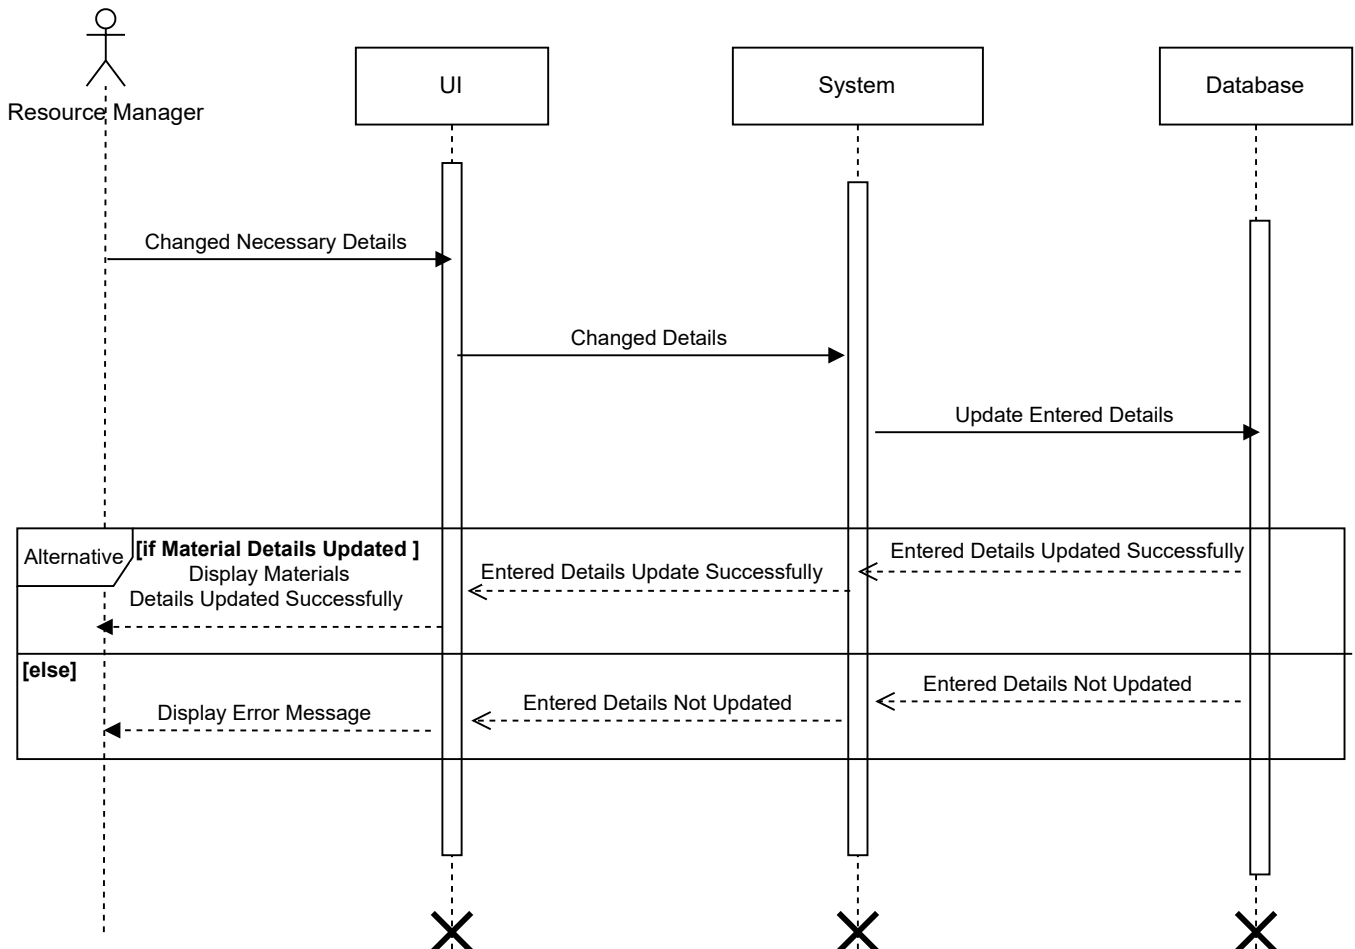 Resource Manager
UI
System
Database
Changed Necessary Details
Changed Details
Update Entered Details
Alternative
[if Material Details Updated ]
Display Materials
Details Updated Successfully
Entered Details Update Successfully
Entered Details Updated Successfully
[else]
Display Error Message
Entered Details Not Updated
Entered Details Not Updated